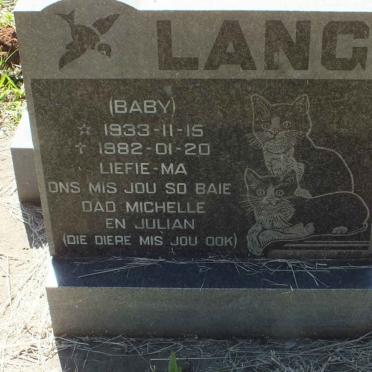 LANG
(BABY)
☆ 1933-11-15
† 1982-01-20
LIEFIE-MA
ONS MIS JOU SO BAIE
DAD MICHELLE
EN JULIAN
(DIE DIERE MIS JOU OOK)